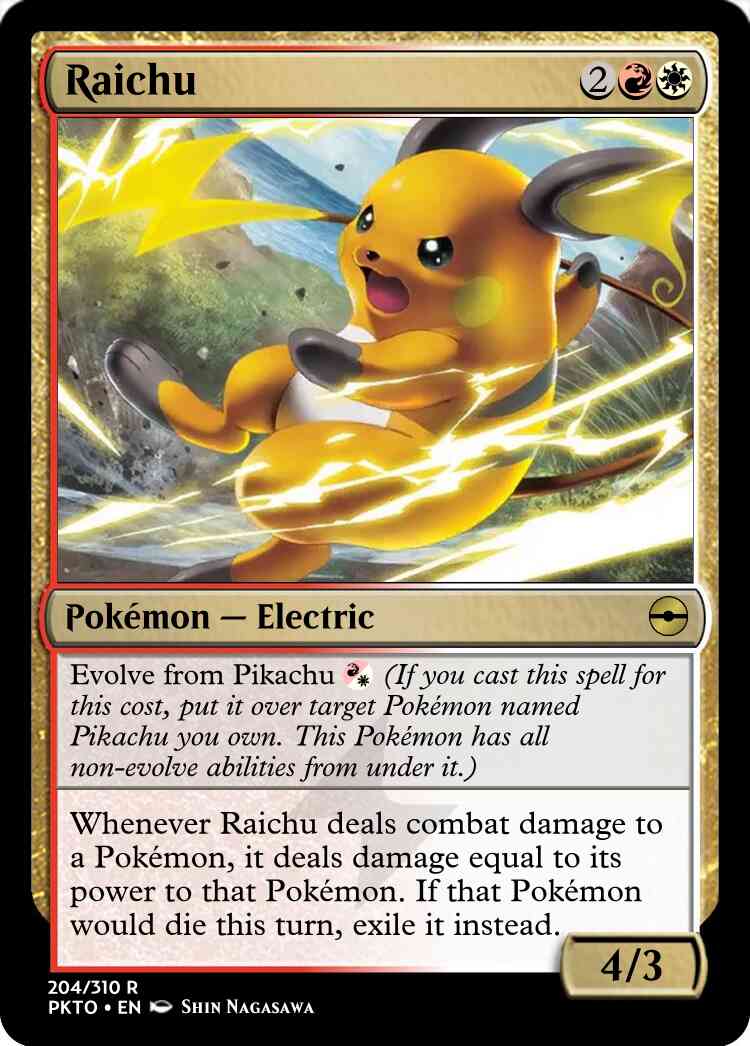 Raichu 2
Pokémon — Electric
Evolve from Pikachu (If you cast this spell for
this cost, put it over target Pokémon named
Pikachu you own. This Pokémon has all
non-evolve abilities from under it.)
Whenever Raichu deals combat damage to
a Pokémon, it deals damage equal to its
power to that Pokémon. If that Pokémon
would die this turn, exile it instead.
4/3
204/310 R
PKTO • EN Shin Nagasawa